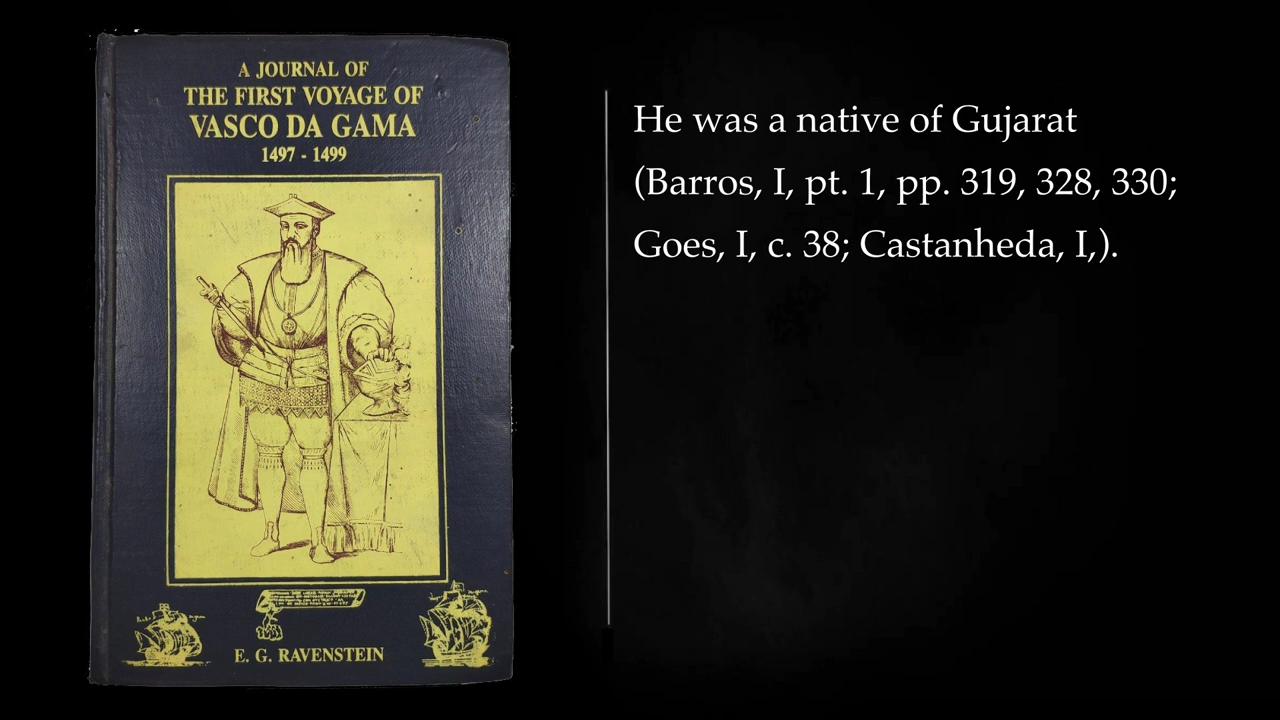 A JOURNAL OF
THE FIRST VOYAGE OF
VASCO DA GAMA
1497 - 1499
E. G. RAVENSTEIN
He was a native of Gujarat
(Barros, I, pt. 1, pp. 319, 328, 330;
Goes, I, c. 38; Castanheda, I,).